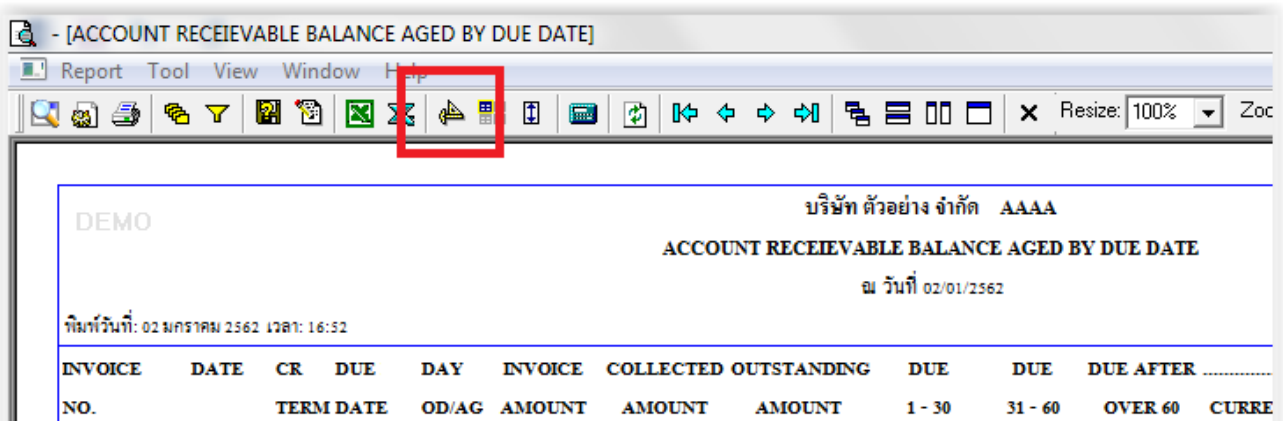 - [ACCOUNT RECEIEVABLE BALANCE AGED BY DUE DATE]
Report Tool View Window Help
Resize: 100% Zoo
DEMO
บริษัท ตัวอย่าง จำกัด AAAA
ACCOUNT RECEIEVABLE BALANCE AGED BY DUE DATE
ณ วันที่ 02/01/2562
พิมพ์วันที่: 02 มกราคม 2562 เวลา: 16:52
INVOICE DATE CR DUE DAY INVOICE COLLECTED OUTSTANDING DUE DUE DUE AFTER ...............
NO. TERM DATE OD/AG AMOUNT AMOUNT AMOUNT 1 - 30 31 - 60 OVER 60 CURRE